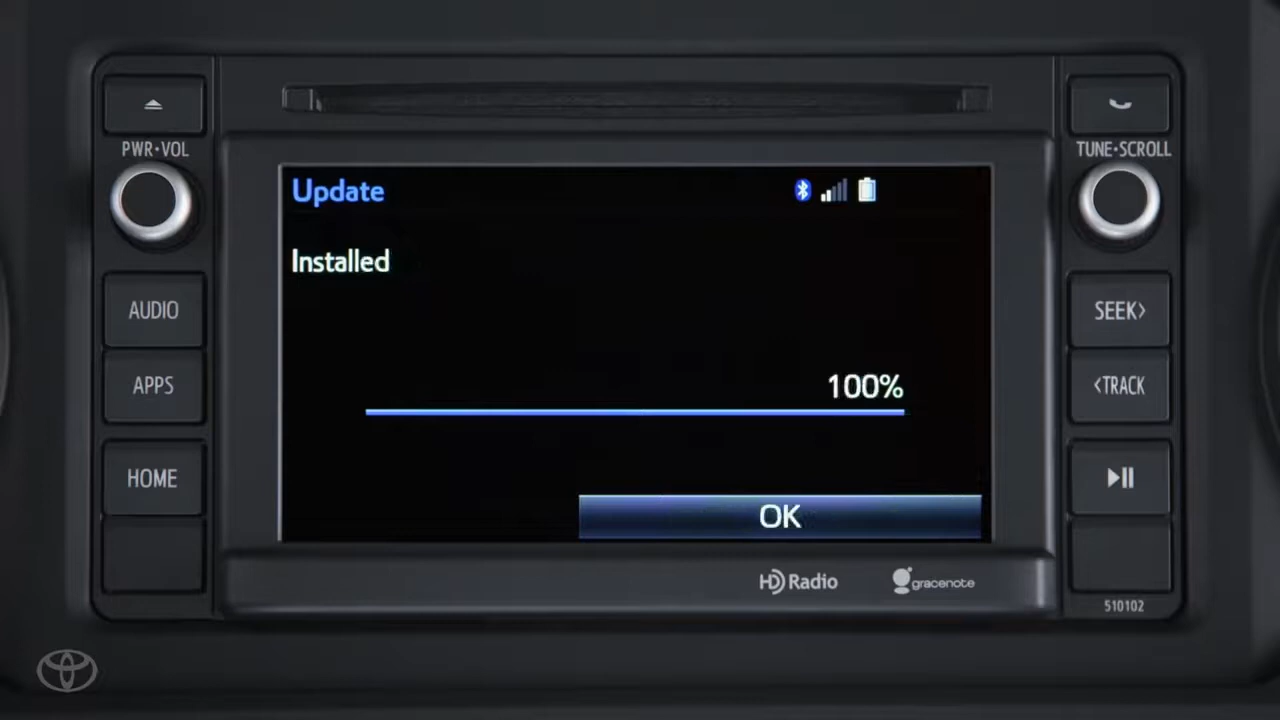 PWR•VOL
TUNE•SCROLL
Update
Installed
AUDIO
SEEK>
APPS
100%
<TRACK
HOME
OK
HD Radio
gracenote
510102